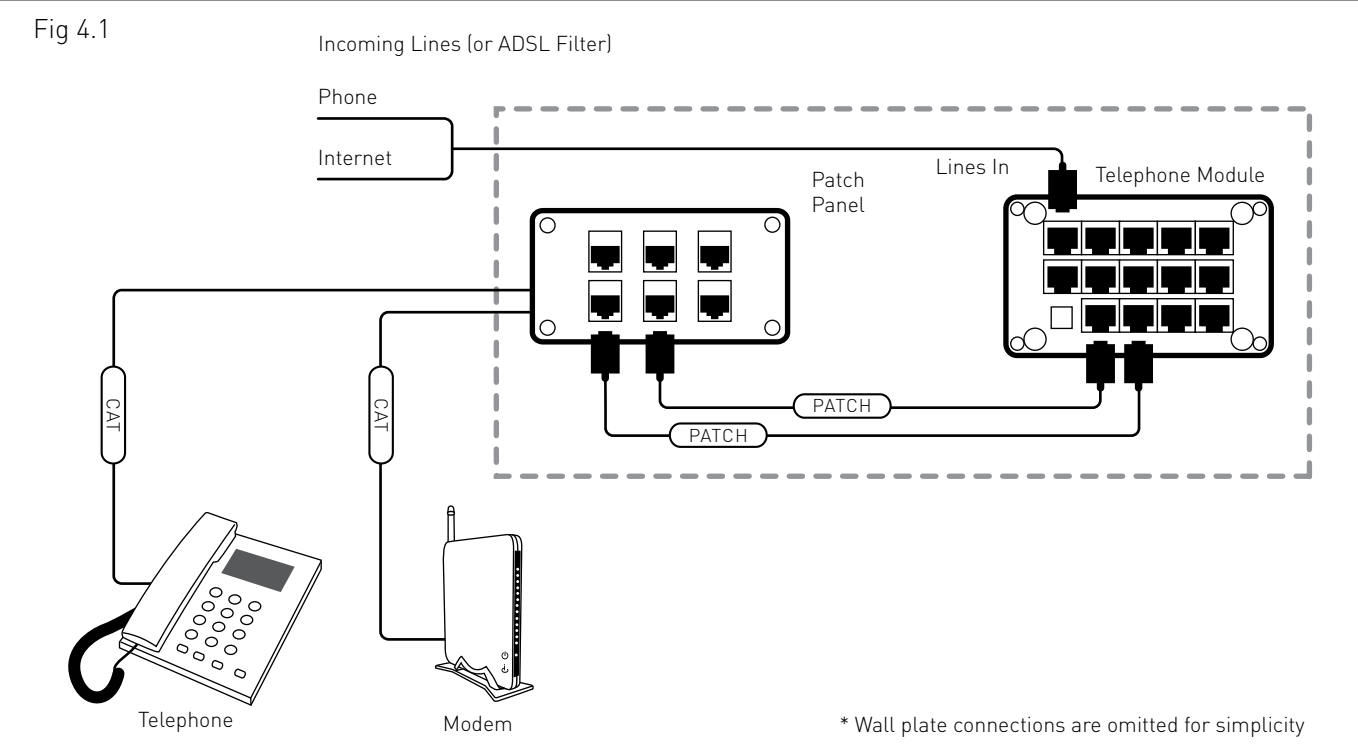 Fig 4.1
Incoming Lines (or ADSL Filter)
Phone
Internet
Lines In
Telephone Module
Patch
Panel
CAT
CAT
PATCH
PATCH
Telephone
Modem
* Wall plate connections are omitted for simplicity